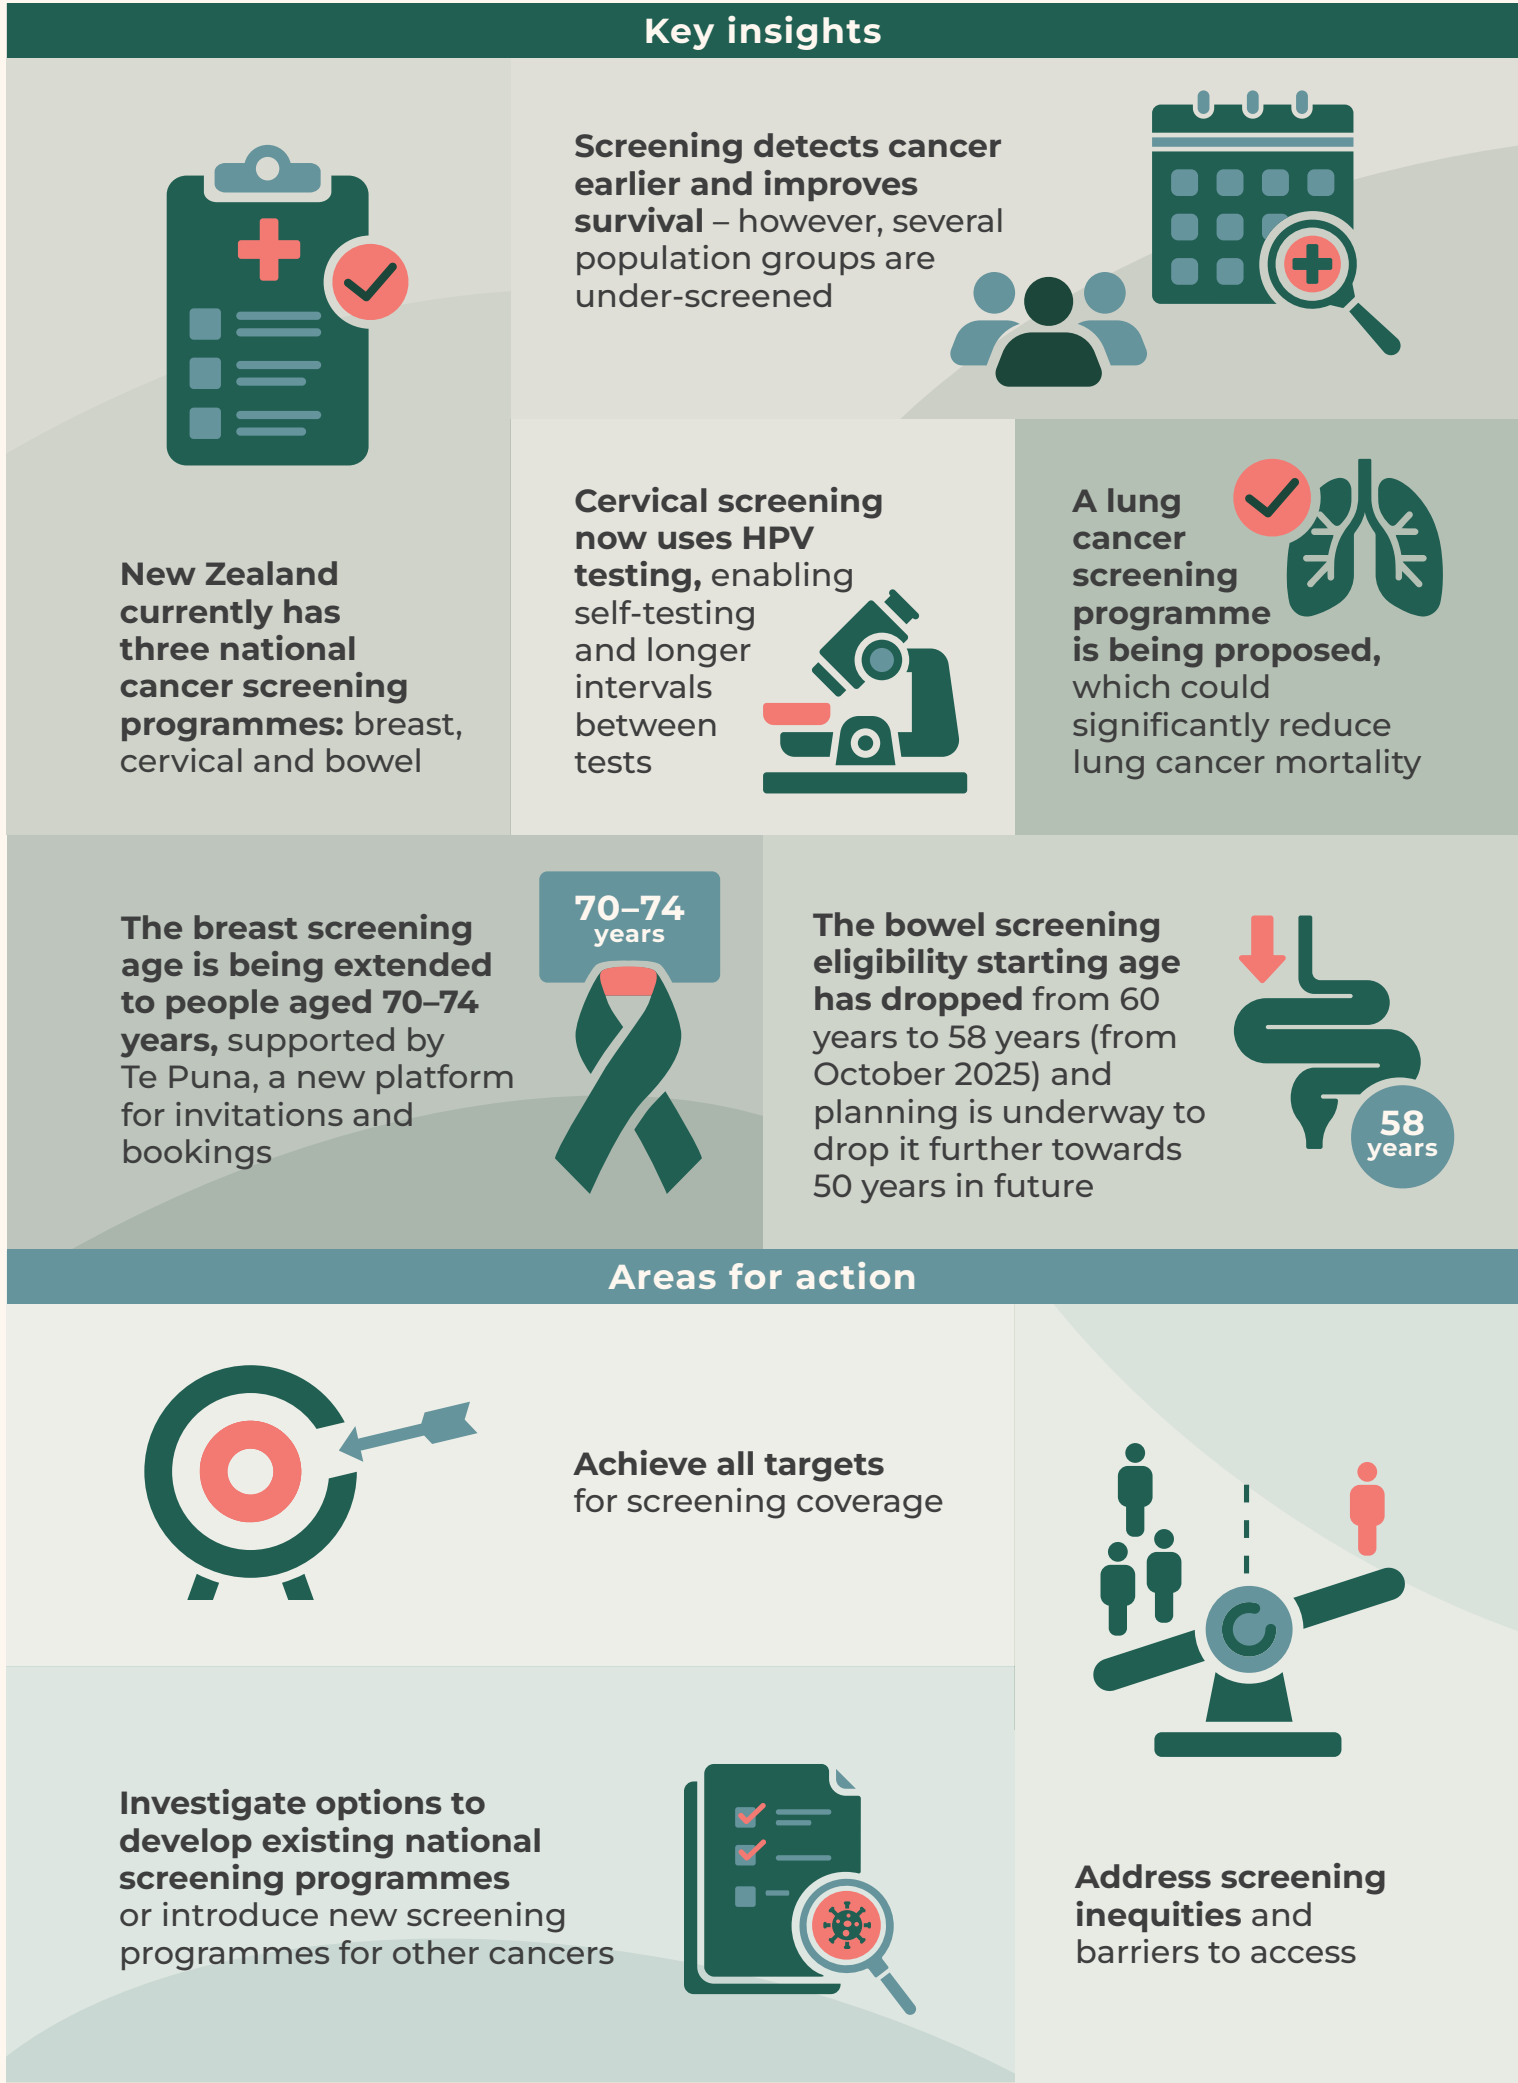 Key insights
New Zealand
currently has
three national
cancer screening
programmes: breast,
cervical and bowel
Screening detects cancer
earlier and improves
survival – however, several
population groups are
under-screened
Cervical screening
now uses HPV
testing, enabling
self-testing
and longer
intervals
between
tests
A lung
cancer
screening
programme
is being proposed,
which could
significantly reduce
lung cancer mortality
The breast screening
age is being extended
to people aged 70–74
years, supported by
Te Puna, a new platform
for invitations and
bookings
70–74
years
The bowel screening
eligibility starting age
has dropped from 60
years to 58 years (from
October 2025) and
planning is underway to
drop it further towards
50 years in future
58
years
Areas for action
Achieve all targets
for screening coverage
Investigate options to
develop existing national
screening programmes
or introduce new screening
programmes for other cancers
Address screening
inequities and
barriers to access